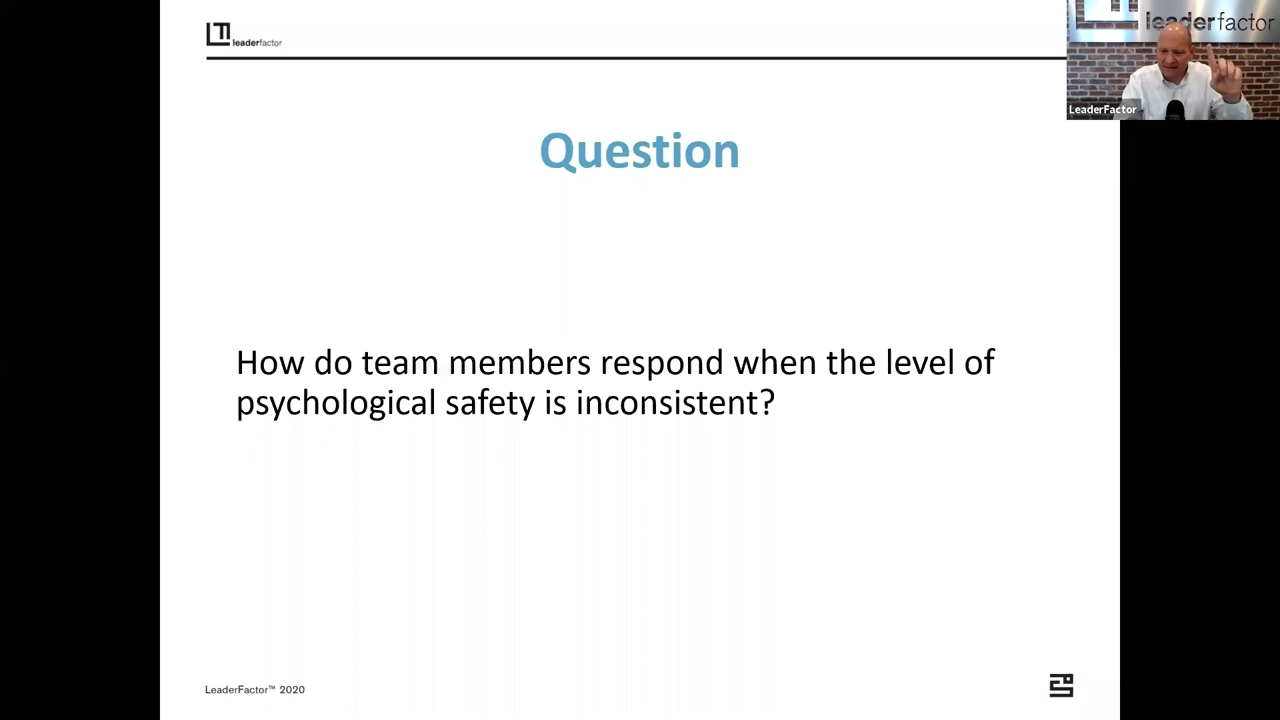 leaderfactor
leaderfactor
LeaderFactor
Question
How do team members respond when the level of
psychological safety is inconsistent?
LeaderFactor™ 2020